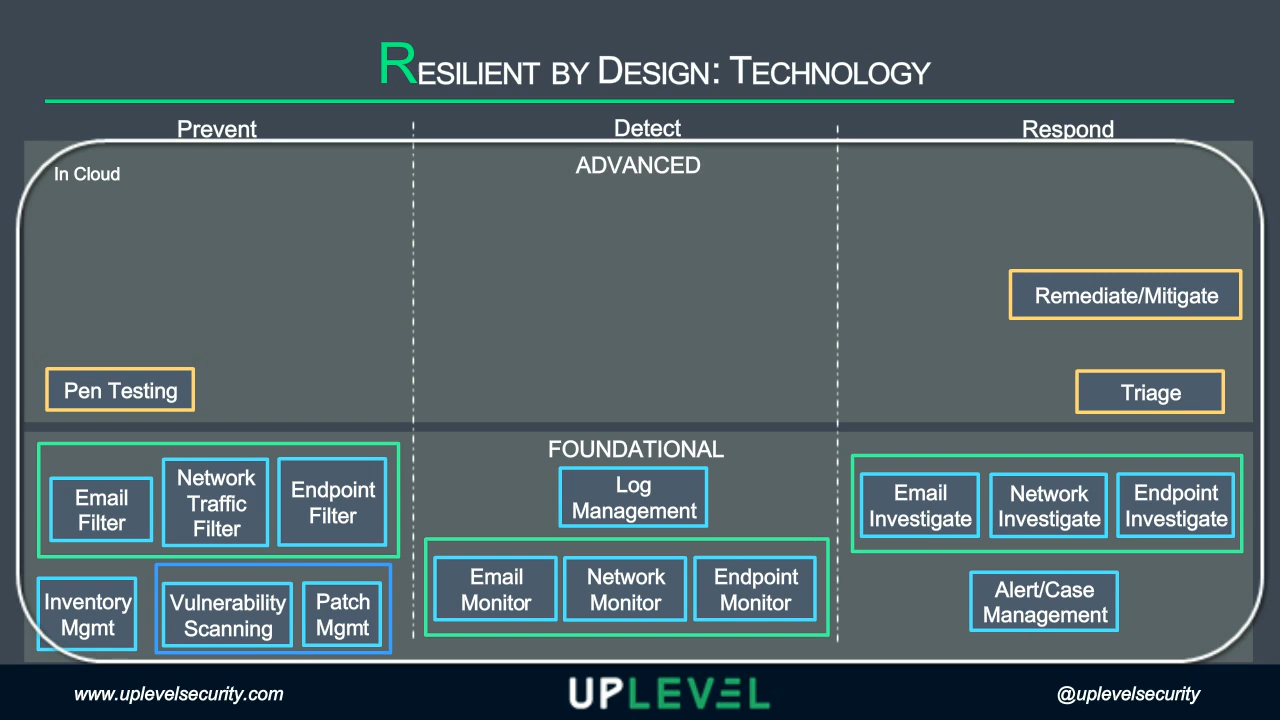 RESILIENT BY DESIGN: TECHNOLOGY
Prevent
Detect
Respond
ADVANCED
In Cloud
Remediate/Mitigate
Pen Testing
Triage
FOUNDATIONAL
Email
Filter
Network
Traffic
Filter
Endpoint
Filter
Log
Management
Email
Investigate
Network
Investigate
Endpoint
Investigate
Inventory
Mgmt
Vulnerability
Scanning
Patch
Mgmt
Email
Monitor
Network
Monitor
Endpoint
Monitor
Alert/Case
Management
www.uplevelsecurity.com
UPLEVEL
@uplevelsecurity